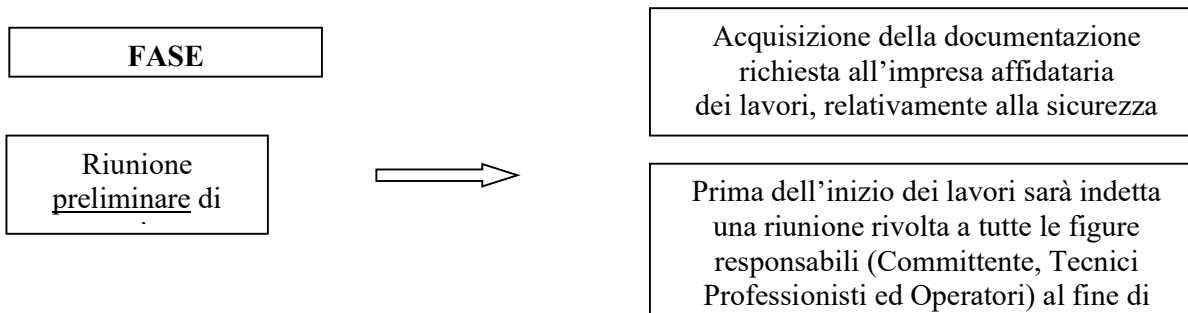 FASE
Riunione
preliminare di
Acquisizione della documentazione
richiesta all’impresa affidataria
dei lavori, relativamente alla sicurezza
Prima dell’inizio dei lavori sarà indetta
una riunione rivolta a tutte le figure
responsabili (Committente, Tecnici
Professionisti ed Operatori) al fine di